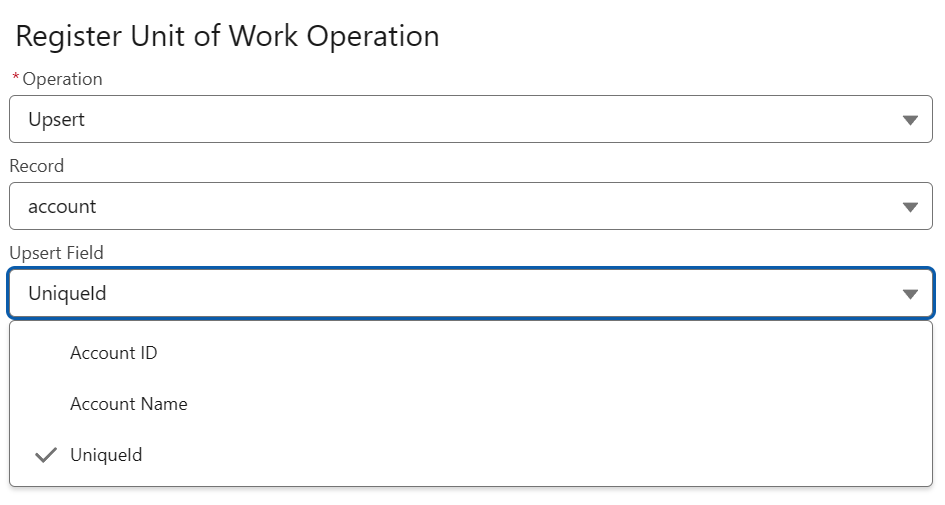 Register Unit of Work Operation
* Operation
Upsert
Record
account
Upsert Field
UniqueId
Account ID
Account Name
UniqueId